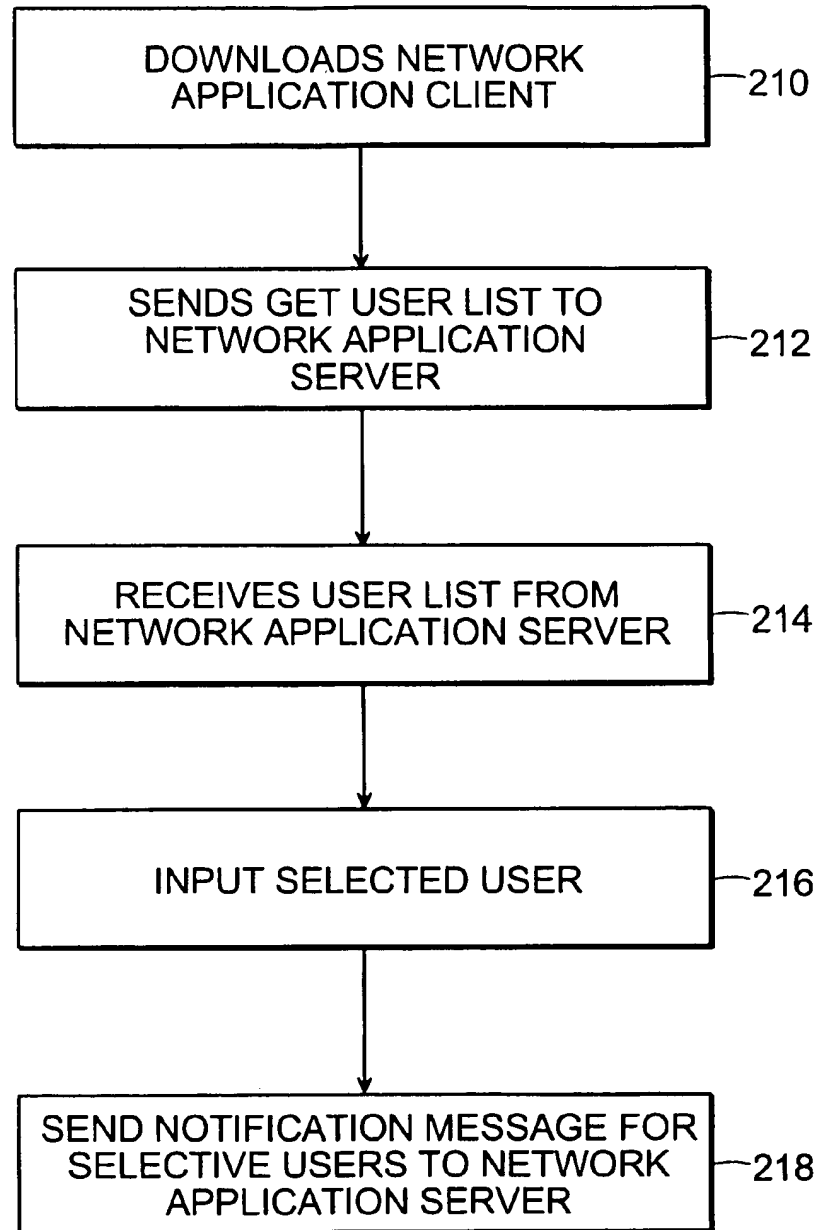 DOWNLOADS NETWORK
APPLICATION CLIENT
210
SENDS GET USER LIST TO
NETWORK APPLICATION
SERVER
212
RECEIVES USER LIST FROM
NETWORK APPLICATION SERVER
214
INPUT SELECTED USER
216
SEND NOTIFICATION MESSAGE FOR
SELECTIVE USERS TO NETWORK
APPLICATION SERVER
218